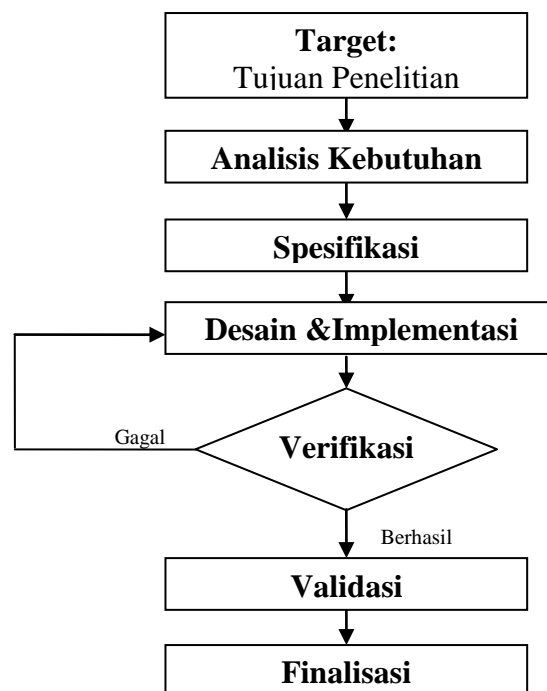 Target:
Tujuan Penelitian
Analisis Kebutuhan
Spesifikasi
Desain &Implementasi
Gagal
Verifikasi
Berhasil
Validasi
Finalisasi